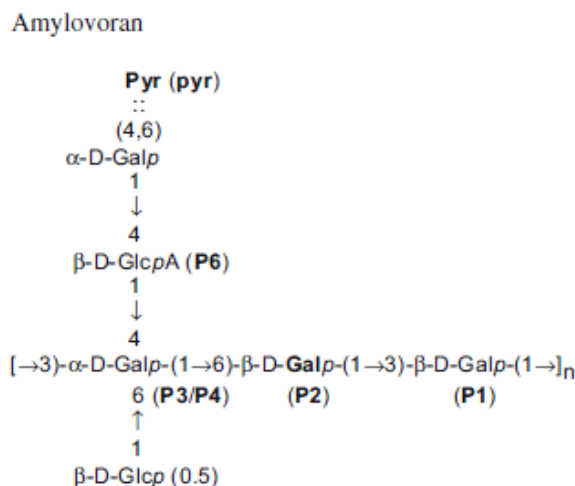 Amylovoran
Pyr (pyr)
::
(4,6)
α-D-Galp
1
↓
4
β-D-GlcpA (P6)
1
↓
4
[→3)-α-D-Galp-(1→6)-β-D-Galp-(1→3)-β-D-Galp-(1→]n
6 (P3/P4) (P2) (P1)
↑
1
β-D-Glcp (0.5)